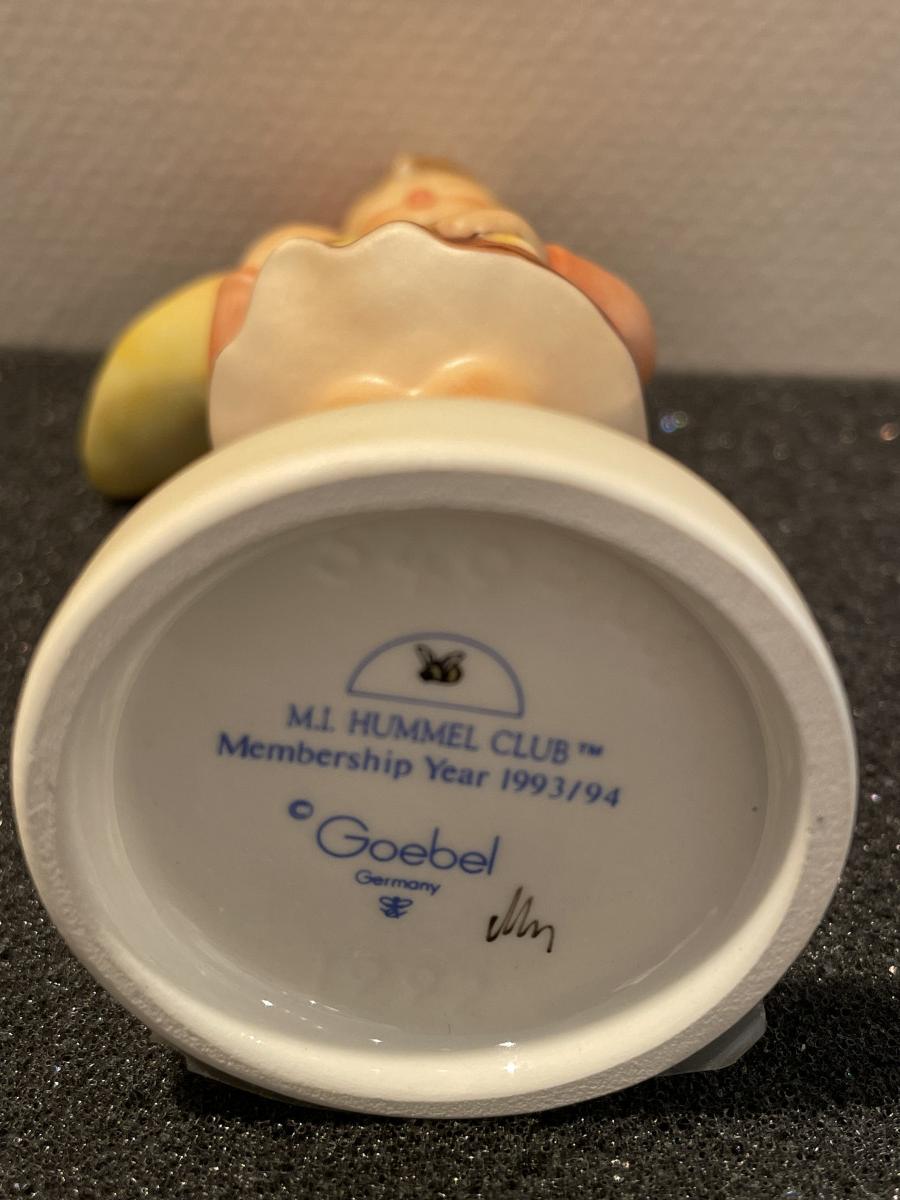 M.I. HUMMEL CLUB™
Membership Year 1993/94
© Goebel
Germany